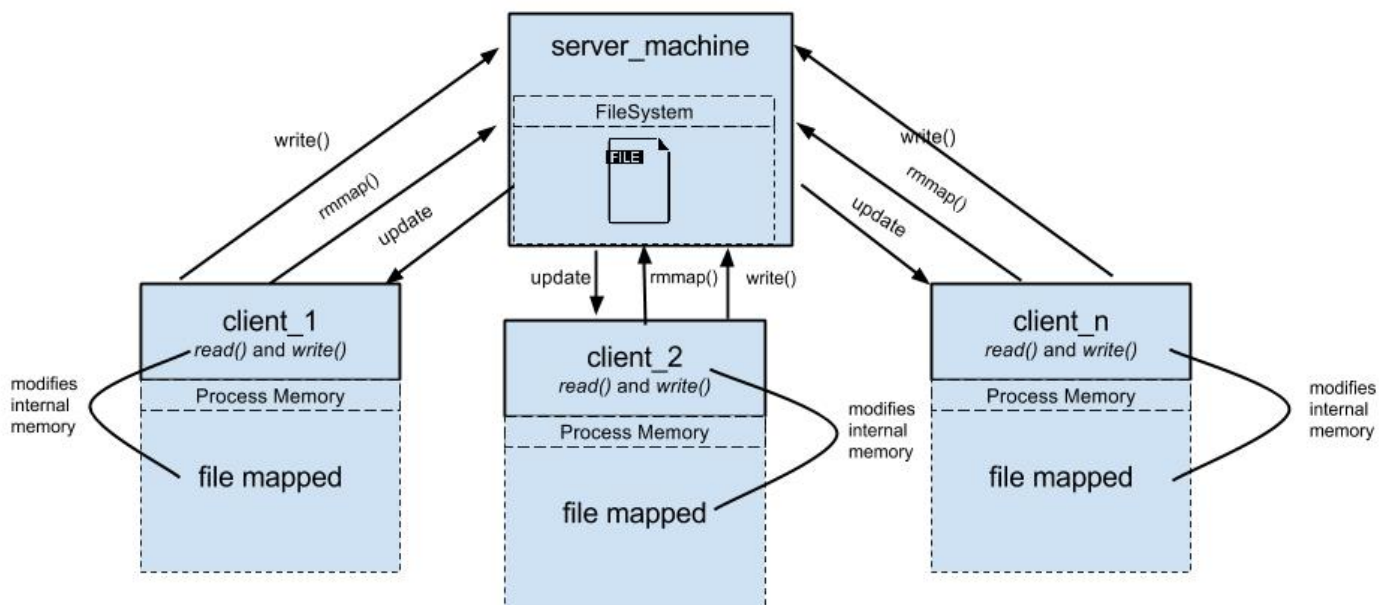 server_machine
FileSystem
FILE
write()
rmmap()
update
write()
rmmap()
update
update
rmmap()
write()
client_1
read() and write()
Process Memory
file mapped
modifies
internal
memory
client_2
read() and write()
Process Memory
file mapped
modifies
internal
memory
client_n
read() and write()
Process Memory
file mapped
modifies
internal
memory